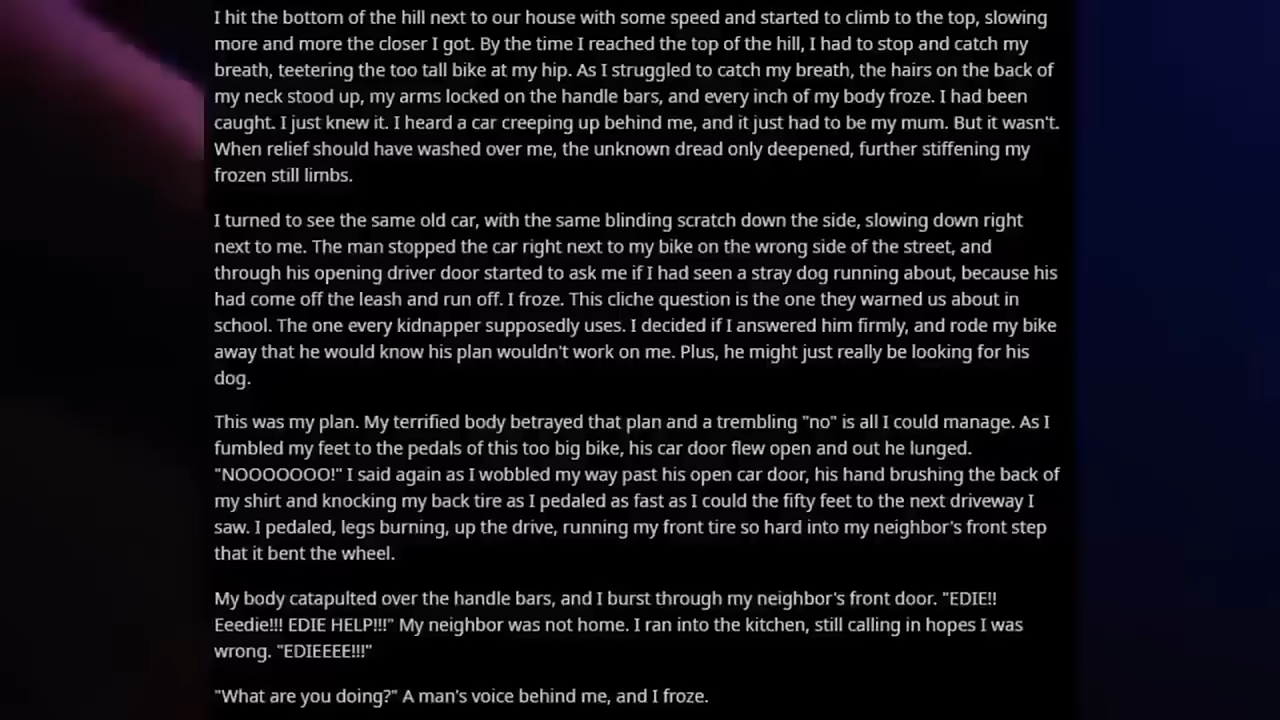 I hit the bottom of the hill next to our house with some speed and started to climb to the top, slowing
more and more the closer I got. By the time I reached the top of the hill, I had to stop and catch my
breath, teetering the too tall bike at my hip. As I struggled to catch my breath, the hairs on the back of
my neck stood up, my arms locked on the handle bars, and every inch of my body froze. I had been
caught. I just knew it. I heard a car creeping up behind me, and it just had to be my mum. But it wasn't.
When relief should have washed over me, the unknown dread only deepened, further stiffening my
frozen still limbs.
I turned to see the same old car, with the same blinding scratch down the side, slowing down right
next to me. The man stopped the car right next to my bike on the wrong side of the street, and
through his opening driver door started to ask me if I had seen a stray dog running about, because his
had come off the leash and run off. I froze. This cliche question is the one they warned us about in
school. The one every kidnapper supposedly uses. I decided if I answered him firmly, and rode my bike
away that he would know his plan wouldn't work on me. Plus, he might just really be looking for his
dog.
This was my plan. My terrified body betrayed that plan and a trembling "no" is all I could manage. As I
fumbled my feet to the pedals of this too big bike, his car door flew open and out he lunged.
"NOOOOOOO!" I said again as I wobbled my way past his open car door, his hand brushing the back of
my shirt and knocking my back tire as I pedaled as fast as I could the fifty feet to the next driveway I
saw. I pedaled, legs burning, up the drive, running my front tire so hard into my neighbor's front step
that it bent the wheel.
My body catapulted over the handle bars, and I burst through my neighbor's front door. "EDIE!!
Eeedie!!! EDIE HELP!!!" My neighbor was not home. I ran into the kitchen, still calling in hopes I was
wrong. "EDIEEEE!!!"
"What are you doing?" A man's voice behind me, and I froze.